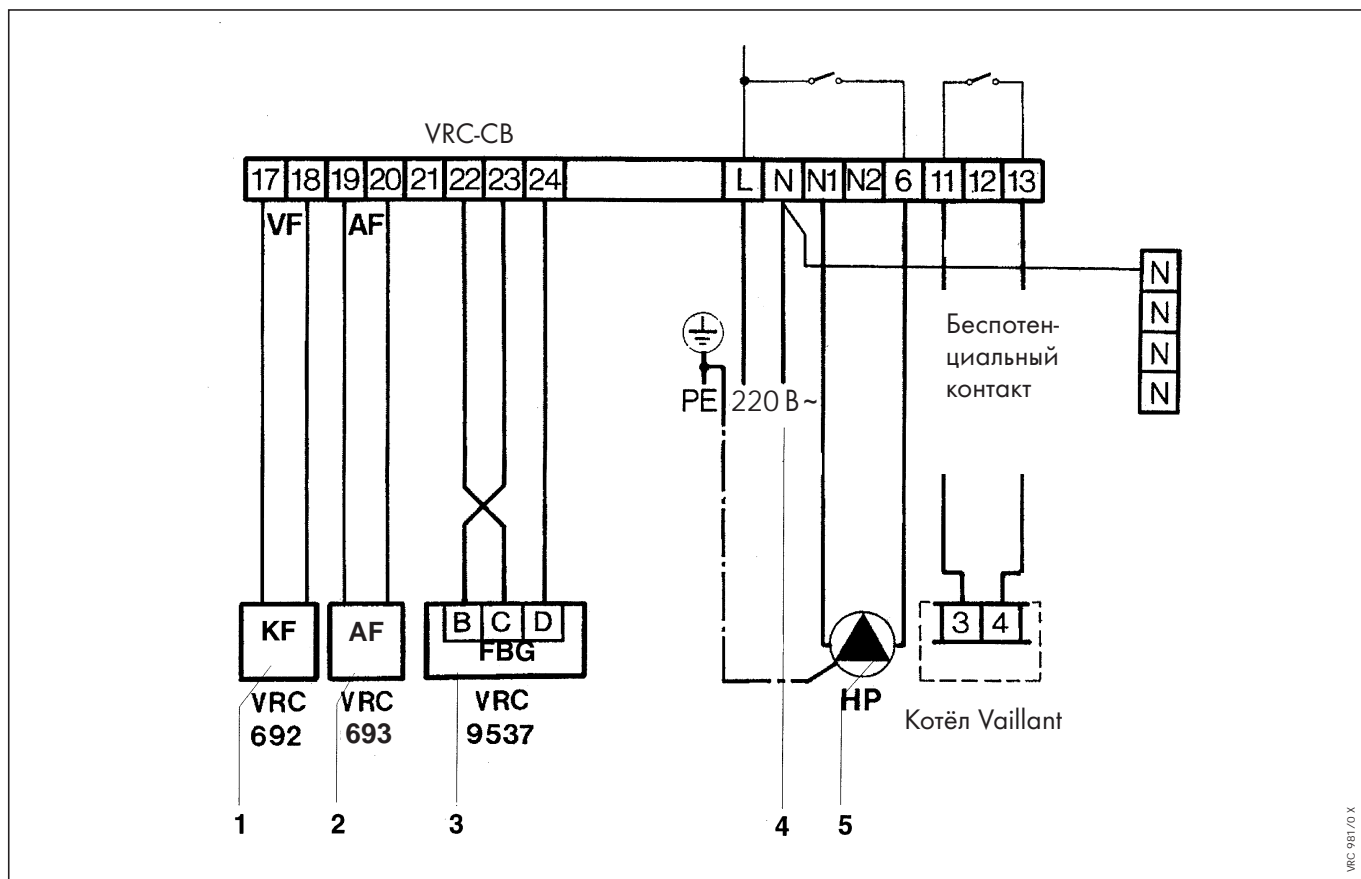 VRC-CB
17 18 19 20 21 22 23 24 L N N1 N2 6 11 12 13
VF AF
N
N
N
N
Беспотен-
циальный
контакт
PE 220 В~
KF AF B C D 3 4
FBG
VRC VRC VRC HP Котёл Vaillant
692 693 9537
1 2 3 4 5
VRC 981/0 X